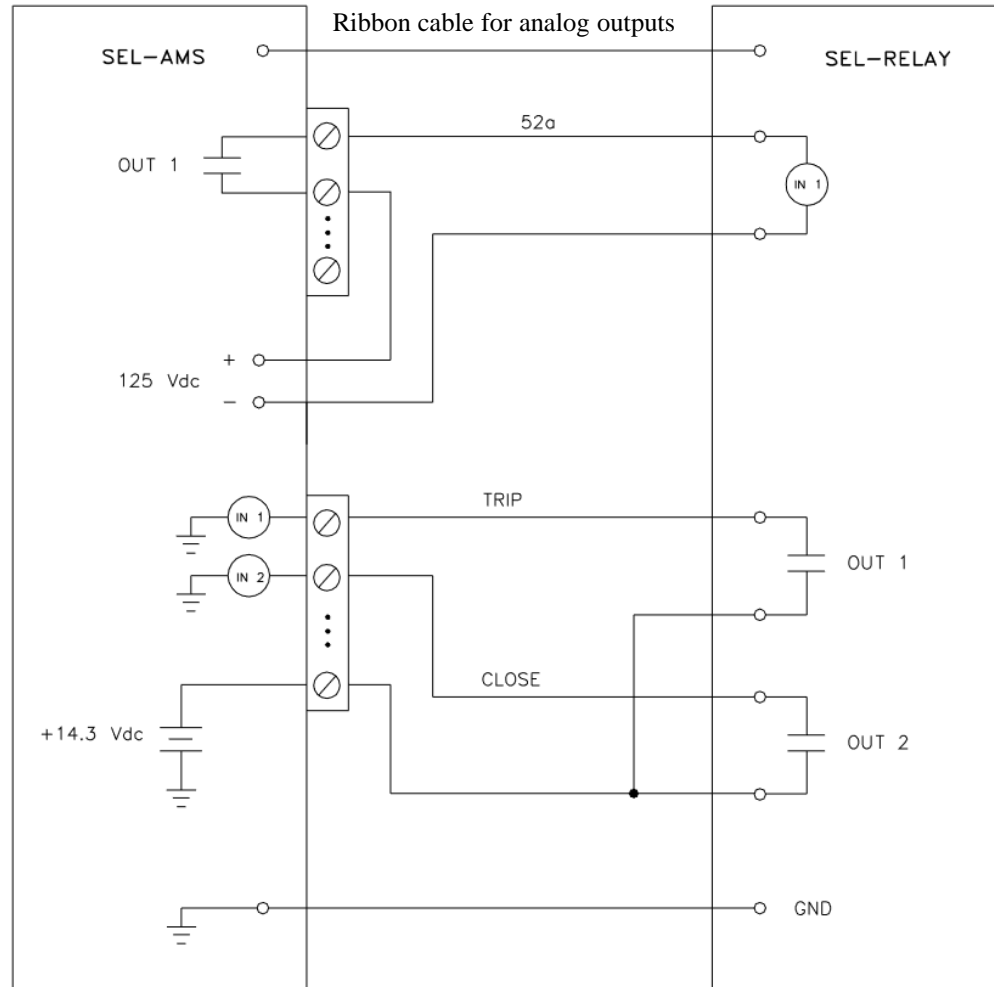 Ribbon cable for analog outputs
SEL-AMS
SEL-RELAY
52a
OUT 1
IN 1
+
125 Vdc
-
TRIP
IN 1
OUT 1
IN 2
CLOSE
+14.3 Vdc
OUT 2
GND